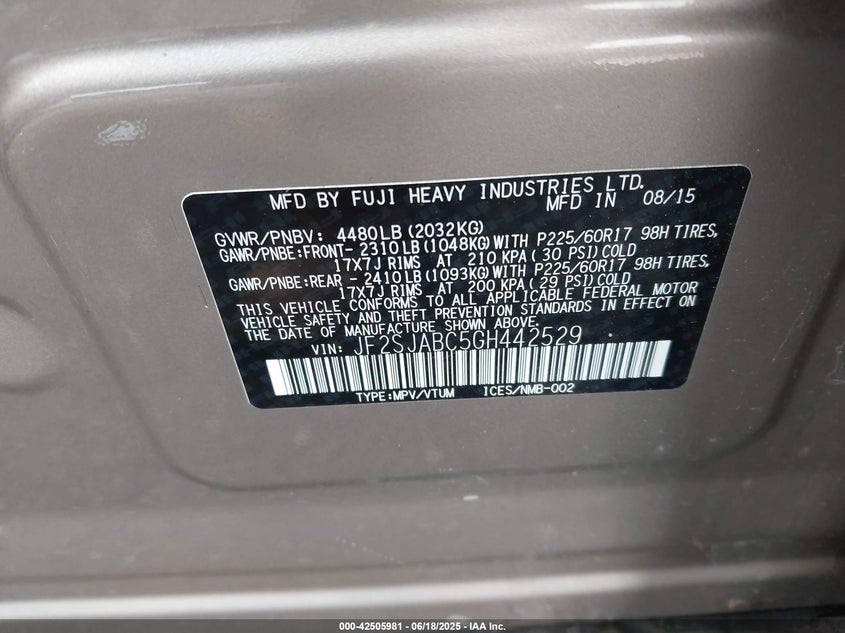 MFD BY FUJI HEAVY INDUSTRIES LTD.
MFD IN 08/15
GVWR/PNBV: 4480LB(2032KG)
GAWR/PNBE:FRONT- 2310LB(1048KG)WITH P225/60R17 98H TIRES,
17X7J RIMS AT 210 KPA(30 PSI)COLD
GAWR/PNBE:REAR - 2410LB(1093KG)WITH P225/60R17 98H TIRES,
17X7J RIMS AT 200 KPA(29 PSI)COLD
THIS VEHICLE CONFORMS TO ALL APPLICABLE FEDERAL MOTOR
VEHICLE SAFETY AND THEFT PREVENTION STANDARDS IN EFFECT ON
THE DATE OF MANUFACTURE SHOWN ABOVE.
VIN: JF2SJABC5GH442529
TYPE:MPV/VTUM ICES/NMB-002
000-42505981 - 06/18/2025 - IAA Inc.